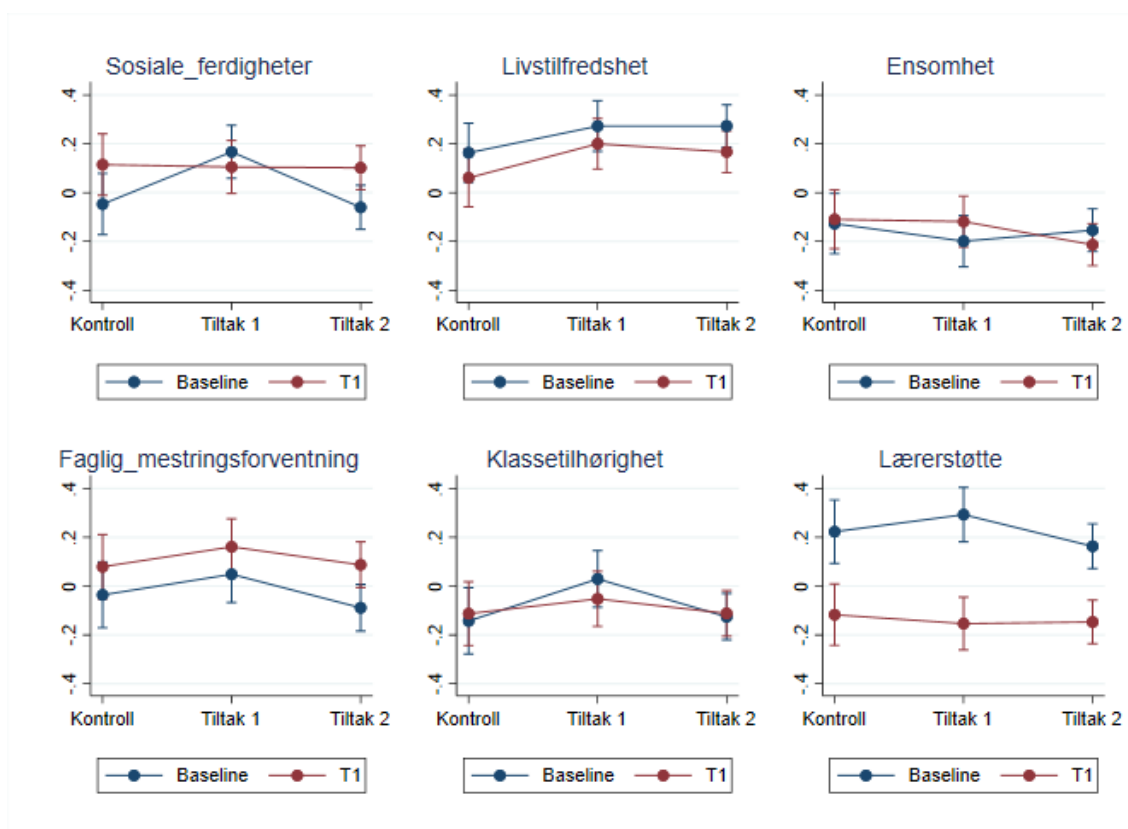 Sosiale_ferdigheter
.4
.2
0
-.2
-.4
Kontroll Tiltak 1 Tiltak 2
Baseline T1
Livstilfredshet
.4
.2
0
-.2
-.4
Kontroll Tiltak 1 Tiltak 2
Baseline T1
Ensomhet
.4
.2
0
-.2
-.4
Kontroll Tiltak 1 Tiltak 2
Baseline T1
Faglig_mestringsforventning
.4
.2
0
-.2
-.4
Kontroll Tiltak 1 Tiltak 2
Baseline T1
Klassetilhørighet
.4
.2
0
-.2
-.4
Kontroll Tiltak 1 Tiltak 2
Baseline T1
Lærerstøtte
.4
.2
0
-.2
-.4
Kontroll Tiltak 1 Tiltak 2
Baseline T1